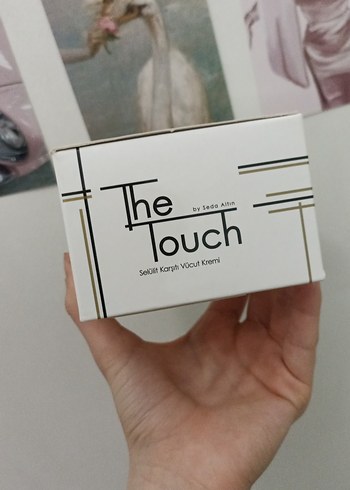 The
by Seda Altın
Touch
Selülit Karşıtı Vücut Kremi